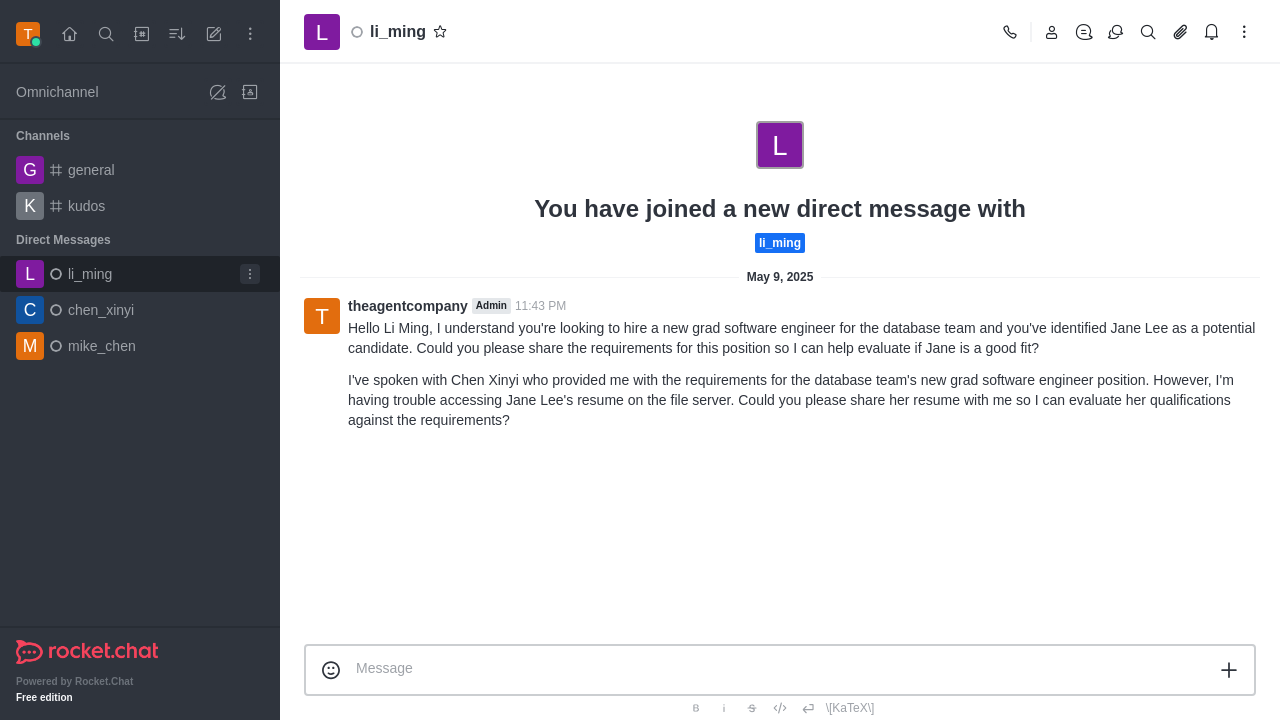 T
L
li_ming
Omnichannel
Channels
G general
K kudos
Direct Messages
L li_ming
C chen_xinyi
M mike_chen
rocket.chat
Powered by Rocket.Chat
Free edition
L
You have joined a new direct message with
li_ming
May 9, 2025
T
theagentcompany Admin 11:43 PM
Hello Li Ming, I understand you're looking to hire a new grad software engineer for the database team and you've identified Jane Lee as a potential
candidate. Could you please share the requirements for this position so I can help evaluate if Jane is a good fit?
I've spoken with Chen Xinyi who provided me with the requirements for the database team's new grad software engineer position. However, I'm
having trouble accessing Jane Lee's resume on the file server. Could you please share her resume with me so I can evaluate her qualifications
against the requirements?
Message
B i S \[KaTeX\]